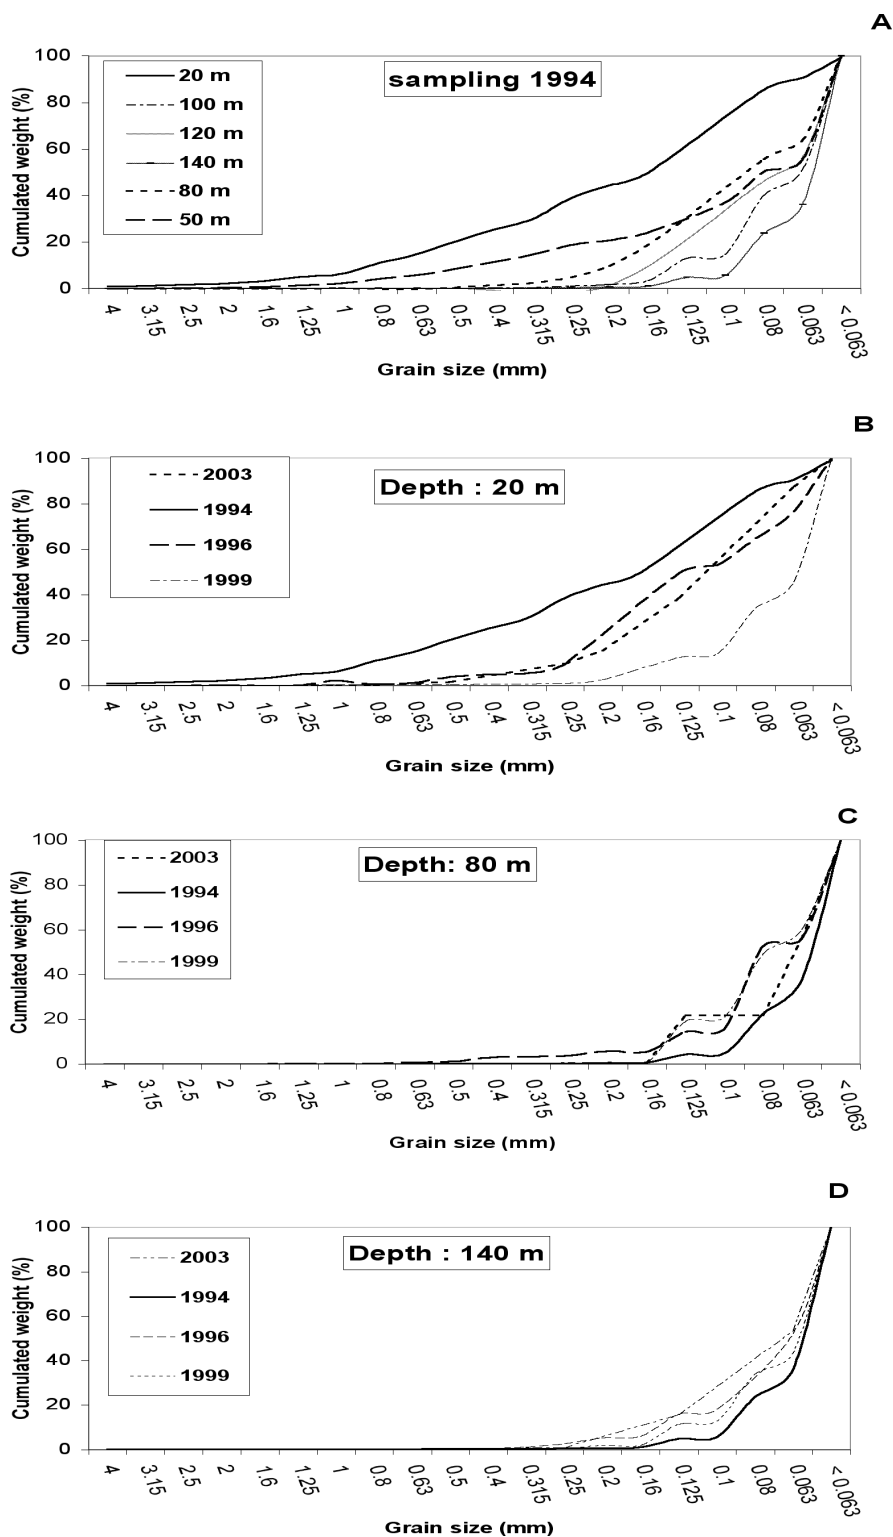 A
100
80
60
40
20
0
Cumulated weight (%)
20 m
100 m
120 m
140 m
80 m
50 m
sampling 1994
4 3.15 2.5 2 1.6 1.25 1 0.8 0.63 0.5 0.4 0.315 0.25 0.2 0.16 0.125 0.1 0.08 0.063 < 0.063
Grain size (mm)
B
100
80
60
40
20
0
Cumulated weight (%)
2003
1994
1996
1999
Depth : 20 m
4 3.15 2.5 2 1.6 1.25 1 0.8 0.63 0.5 0.4 0.315 0.25 0.2 0.16 0.125 0.1 0.08 0.063 < 0.063
Grain size (mm)
C
100
80
60
40
20
0
Cumulated weight (%)
2003
1994
1996
1999
Depth: 80 m
4 3.15 2.5 2 1.6 1.25 1 0.8 0.63 0.5 0.4 0.315 0.25 0.2 0.16 0.125 0.1 0.08 0.063 < 0.063
Grain size (mm)
D
100
80
60
40
20
0
Cumulated weight (%)
2003
1994
1996
1999
Depth : 140 m
4 3.15 2.5 2 1.6 1.25 1 0.8 0.63 0.5 0.4 0.315 0.25 0.2 0.16 0.125 0.1 0.08 0.063 < 0.063
Grain size (mm)